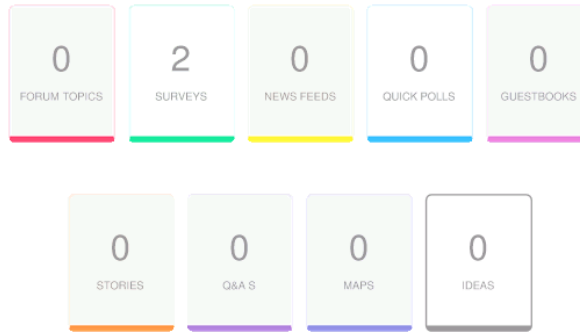 0 2 0 0 0
FORUM TOPICS SURVEYS NEWS FEEDS QUICK POLLS GUESTBOOKS
0 0 0 0
STORIES Q&A S MAPS IDEAS